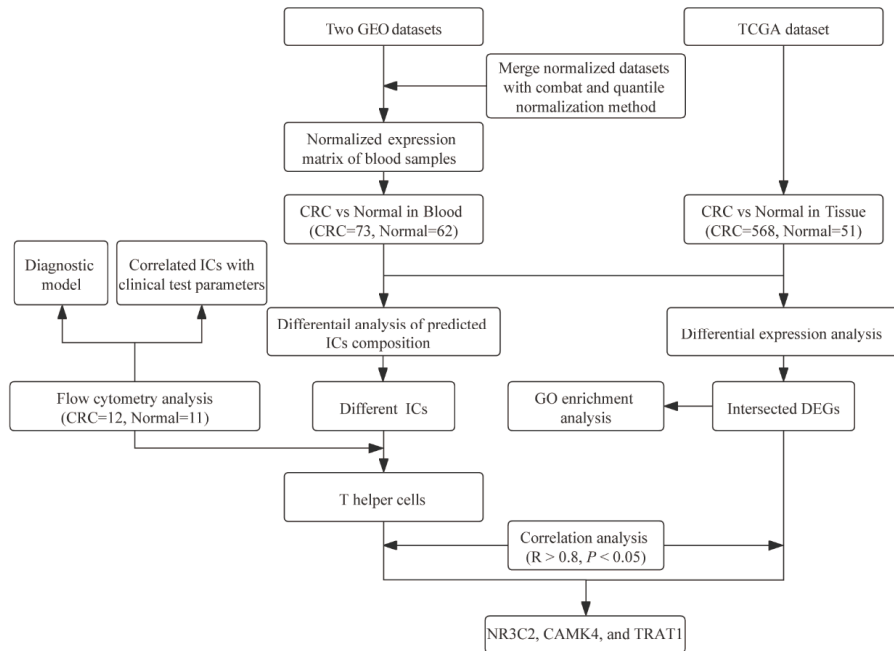 Two GEO datasets
TCGA dataset
Merge normalized datasets
with combat and quantile
normalization method
Normalized expression
matrix of blood samples
CRC vs Normal in Blood
(CRC=73, Normal=62)
CRC vs Normal in Tissue
(CRC=568, Normal=51)
Diagnostic
model
Correlated ICs with
clinical test parameters
Differentail analysis of predicted
ICs composition
Differential expression analysis
Flow cytometry analysis
(CRC=12, Normal=11)
Different ICs
GO enrichment
analysis
Intersected DEGs
T helper cells
Correlation analysis
(R > 0.8, P < 0.05)
NR3C2, CAMK4, and TRAT1